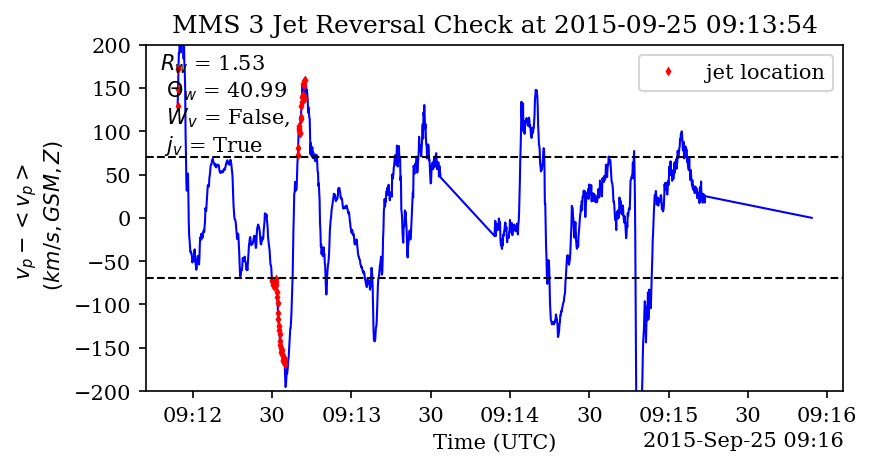 MMS 3 Jet Reversal Check at 2015-09-25 09:13:54
R_w = 1.53
Θ_w = 40.99
W_v = False,
j_v = True
jet location
v_p − < v_p >
(km/s, GSM, Z)
200
150
100
50
0
−50
−100
−150
−200
09:12 30 09:13 30 09:14 30 09:15 30 09:16
Time (UTC)
2015-Sep-25 09:16